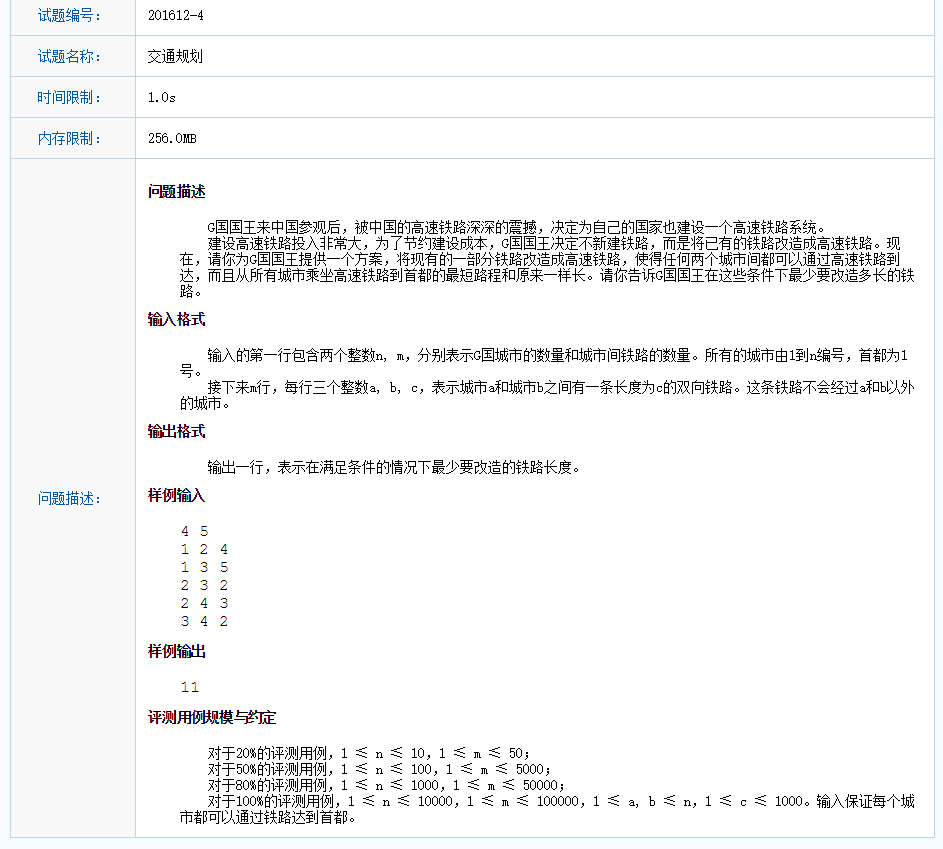 试题编号： 201612-4
试题名称： 交通规划
时间限制： 1.0s
内存限制： 256.0MB
问题描述：
问题描述
G国国王来中国参观后，被中国的高速铁路深深的震撼，决定为自己的国家也建设一个高速铁路系统。
建设高速铁路投入非常大，为了节约建设成本，G国国王决定不新建铁路，而是将已有的铁路改造成高速铁路。现
在，请你为G国国王提供一个方案，将现有的一部分铁路改造成高速铁路，使得任何两个城市间都可以通过高速铁路到
达，而且从所有城市乘坐高速铁路到首都的最短路程和原来一样长。请你告诉G国国王在这些条件下最少要改造多长的铁
路。
输入格式
输入的第一行包含两个整数n, m，分别表示G国城市的数量和城市间铁路的数量。所有的城市由1到n编号，首都为1
号。
接下来m行，每行三个整数a, b, c，表示城市a和城市b之间有一条长度为c的双向铁路。这条铁路不会经过a和b以外
的城市。
输出格式
输出一行，表示在满足条件的情况下最少要改造的铁路长度。
样例输入
4 5
1 2 4
1 3 5
2 3 2
2 4 3
3 4 2
样例输出
11
评测用例规模与约定
对于20%的评测用例，1 ≤ n ≤ 10，1 ≤ m ≤ 50；
对于50%的评测用例，1 ≤ n ≤ 100，1 ≤ m ≤ 5000；
对于80%的评测用例，1 ≤ n ≤ 1000，1 ≤ m ≤ 50000；
对于100%的评测用例，1 ≤ n ≤ 10000，1 ≤ m ≤ 100000，1 ≤ a, b ≤ n，1 ≤ c ≤ 1000。输入保证每个城
市都可以通过铁路达到首都。